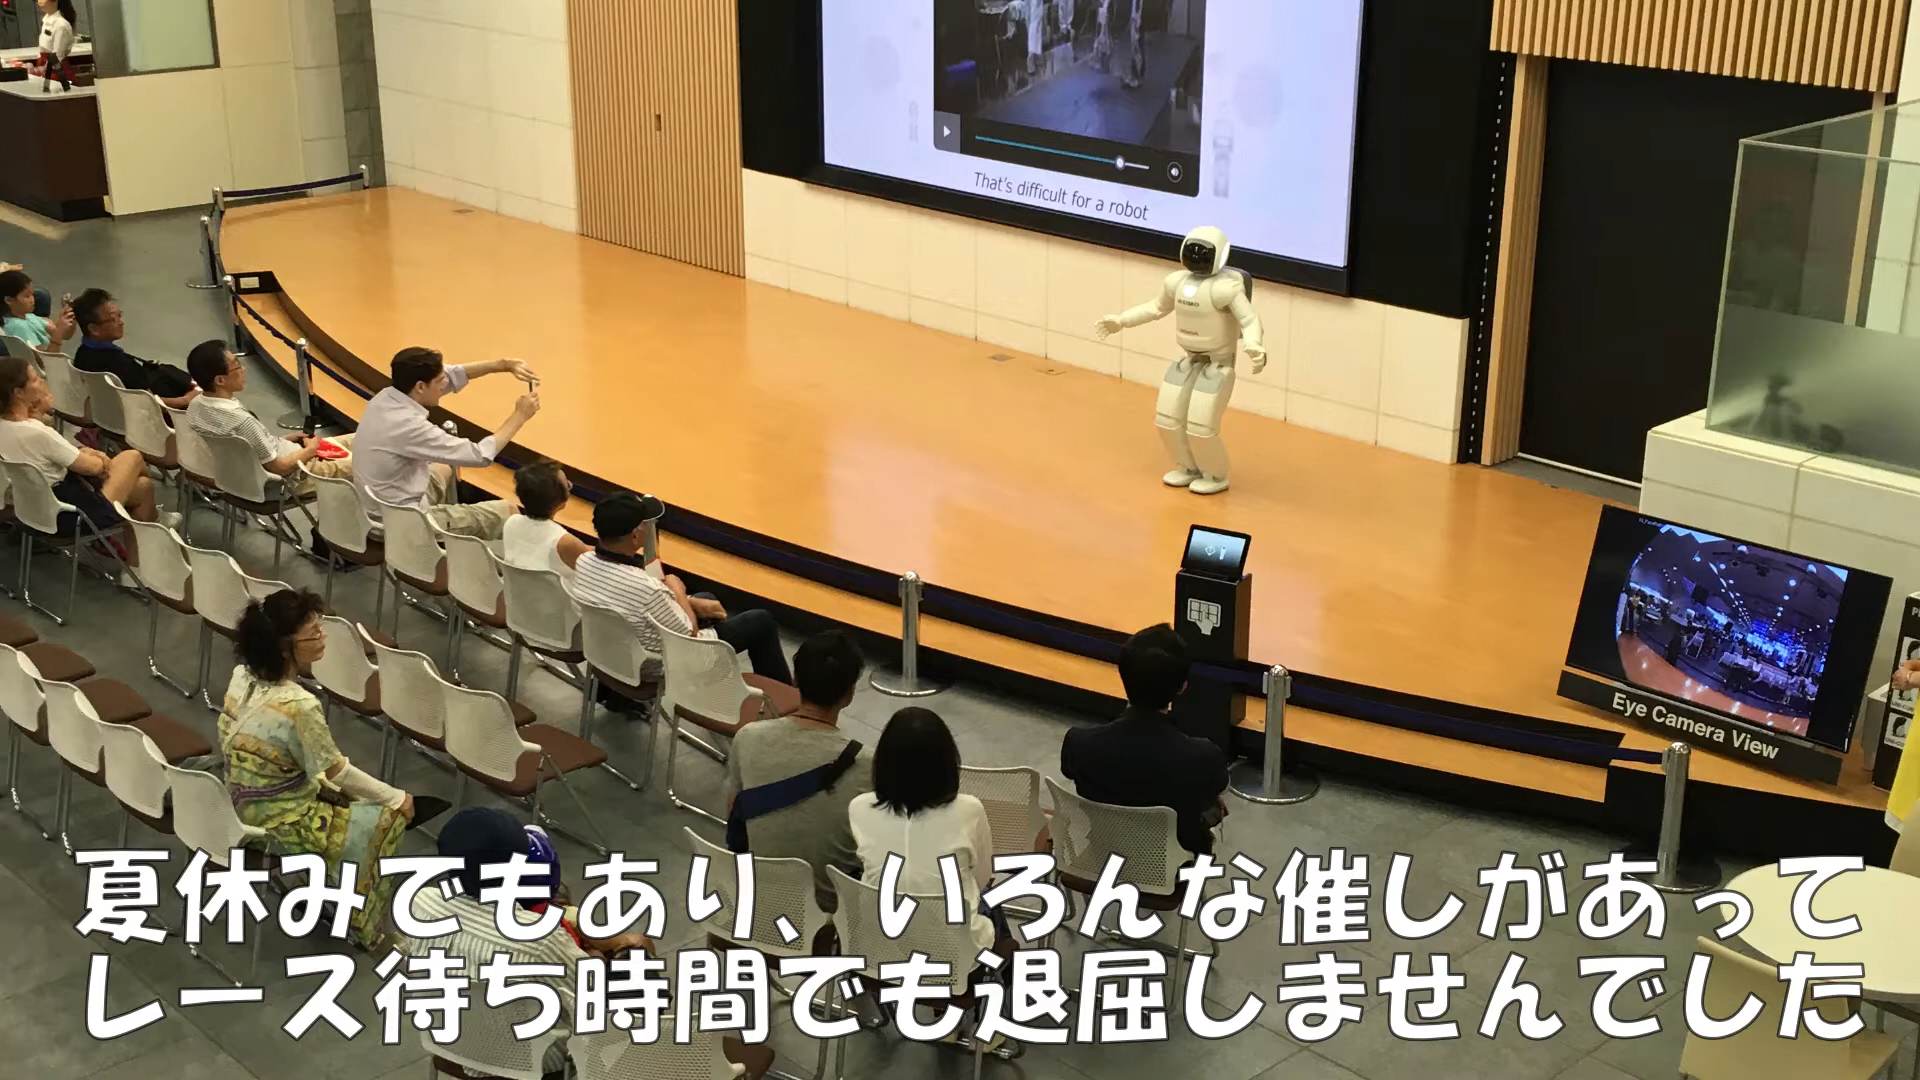 That's difficult for a robot
ASIMO
HONDA
Eye Camera View
夏休みでもあり、いろんな催しがあって
レース待ち時間でも退屈しませんでした